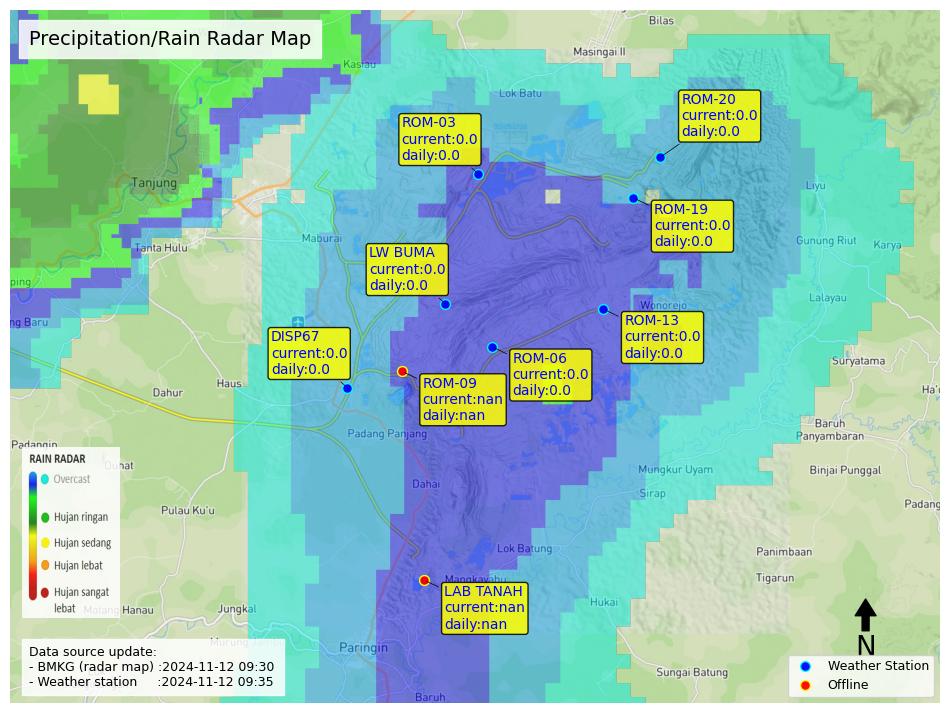 Precipitation/Rain Radar Map
Bilas
Masingai II
Kastau
Lok Batu
ROM-20
current:0.0
daily:0.0
ROM-03
current:0.0
daily:0.0
Tanjung
Liyu
ROM-19
current:0.0
daily:0.0
Maburai
Tanta Hulu
Gunung Riut
Karya
LW BUMA
current:0.0
daily:0.0
ping
Lalayau
Wonorejo
ng Baru
ROM-13
current:0.0
daily:0.0
DISP67
current:0.0
daily:0.0
ROM-06
current:0.0
daily:0.0
Suryatama
Haus
Dahur
ROM-09
current:nan
daily:nan
Ha'u
Baruh
Panyambaran
Padang Panjang
Padangin
RAIN RADAR
Overcast
Hujan ringan
Hujan sedang
Hujan lebat
Hujan sangat
lebat
Mungkur Uyam
Binjai Punggal
Dahai
Sirap
Padang
Pulau Ku'u
Lok Batung
Panimbaan
Tigarun
Mangkayahu
LAB TANAH
current:nan
daily:nan
Hukai
Hanau
Jungkal
Paringin
N
Data source update:
- BMKG (radar map) :2024-11-12 09:30
- Weather station :2024-11-12 09:35
Sungai Batung
Weather Station
Offline
Baruh